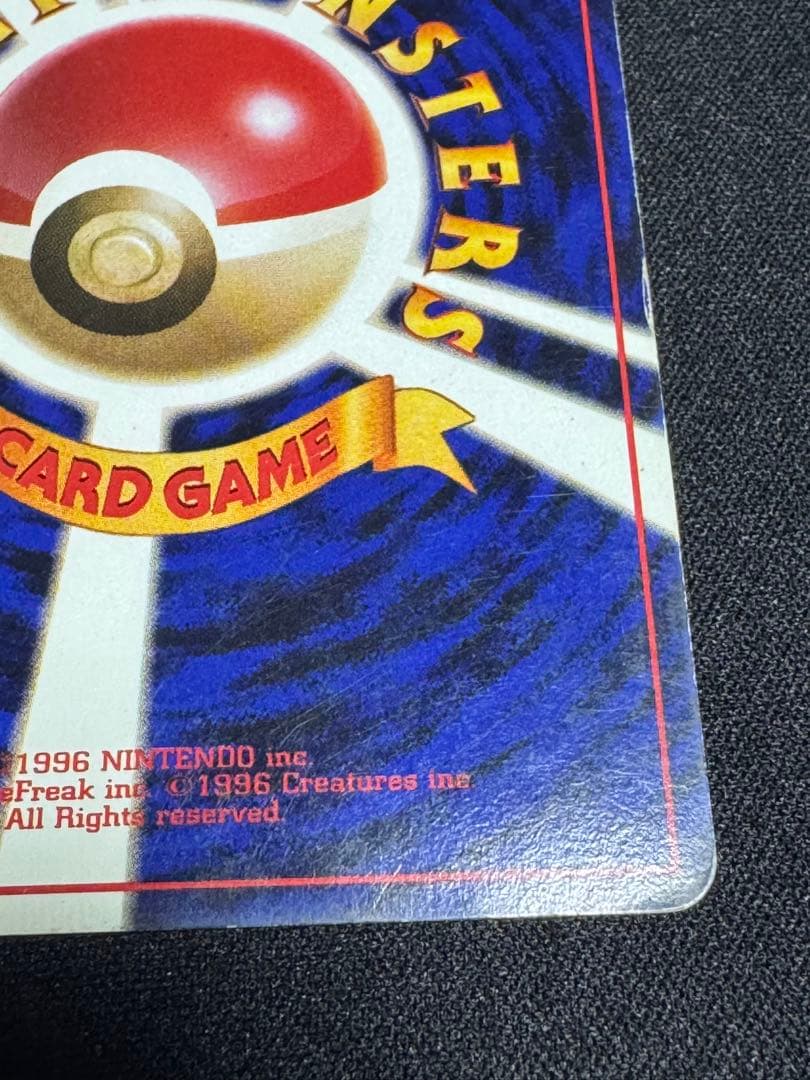 NSTERS
CARD GAME
1996 NINTENDO inc.
eFreak inc. ©1996 Creatures inc.
All Rights reserved.